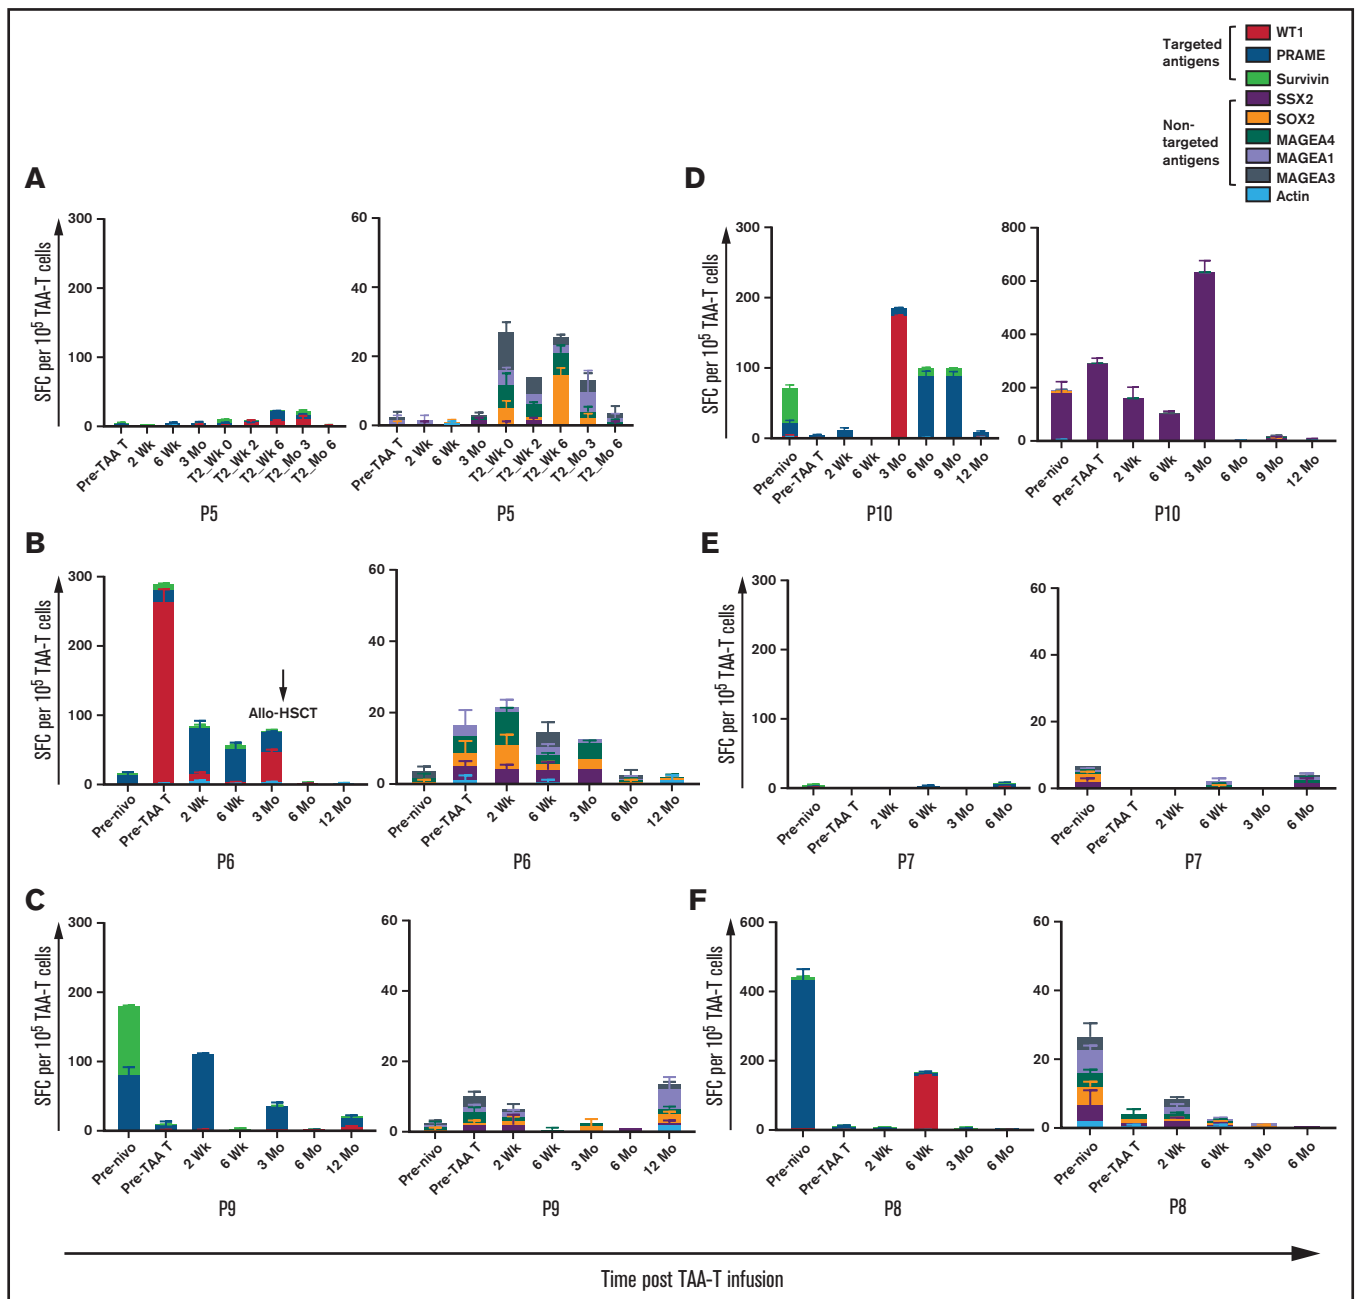 Targeted
antigens
WT1
PRAME
Survivin
Non-
targeted
antigens
SSX2
SOX2
MAGEA4
MAGEA1
MAGEA3
Actin
A
SFC per 10⁵ TAA-T cells
300
200
100
0
Pre-TAA T
2 Wk
6 Wk
3 Mo
T2_Wk 0
T2_Wk 2
T2_Wk 6
T2_Mo 3
T2_Mo 6
P5
60
40
20
0
Pre-TAA T
2 Wk
6 Wk
3 Mo
T2_Wk 0
T2_Wk 2
T2_Wk 6
T2_Mo 3
T2_Mo 6
P5
D
SFC per 10⁵ TAA-T cells
300
200
100
0
Pre-nivo
Pre-TAA T
2 Wk
6 Wk
3 Mo
6 Mo
9 Mo
12 Mo
P10
800
600
400
200
0
Pre-nivo
Pre-TAA T
2 Wk
6 Wk
3 Mo
6 Mo
9 Mo
12 Mo
P10
B
SFC per 10⁵ TAA-T cells
300
200
100
0
Allo-HSCT
Pre-nivo
Pre-TAA T
2 Wk
6 Wk
3 Mo
6 Mo
12 Mo
P6
60
40
20
0
Pre-nivo
Pre-TAA T
2 Wk
6 Wk
3 Mo
6 Mo
12 Mo
P6
E
SFC per 10⁵ TAA-T cells
300
200
100
0
Pre-nivo
Pre-TAA T
2 Wk
6 Wk
3 Mo
6 Mo
P7
60
40
20
0
Pre-nivo
Pre-TAA T
2 Wk
6 Wk
3 Mo
6 Mo
P7
C
SFC per 10⁵ TAA-T cells
300
200
100
0
Pre-nivo
Pre-TAA T
2 Wk
6 Wk
3 Mo
6 Mo
12 Mo
P9
60
40
20
0
Pre-nivo
Pre-TAA T
2 Wk
6 Wk
3 Mo
6 Mo
12 Mo
P9
F
SFC per 10⁵ TAA-T cells
600
400
200
0
Pre-nivo
Pre-TAA T
2 Wk
6 Wk
3 Mo
6 Mo
P8
60
40
20
0
Pre-nivo
Pre-TAA T
2 Wk
6 Wk
3 Mo
6 Mo
P8
Time post TAA-T infusion